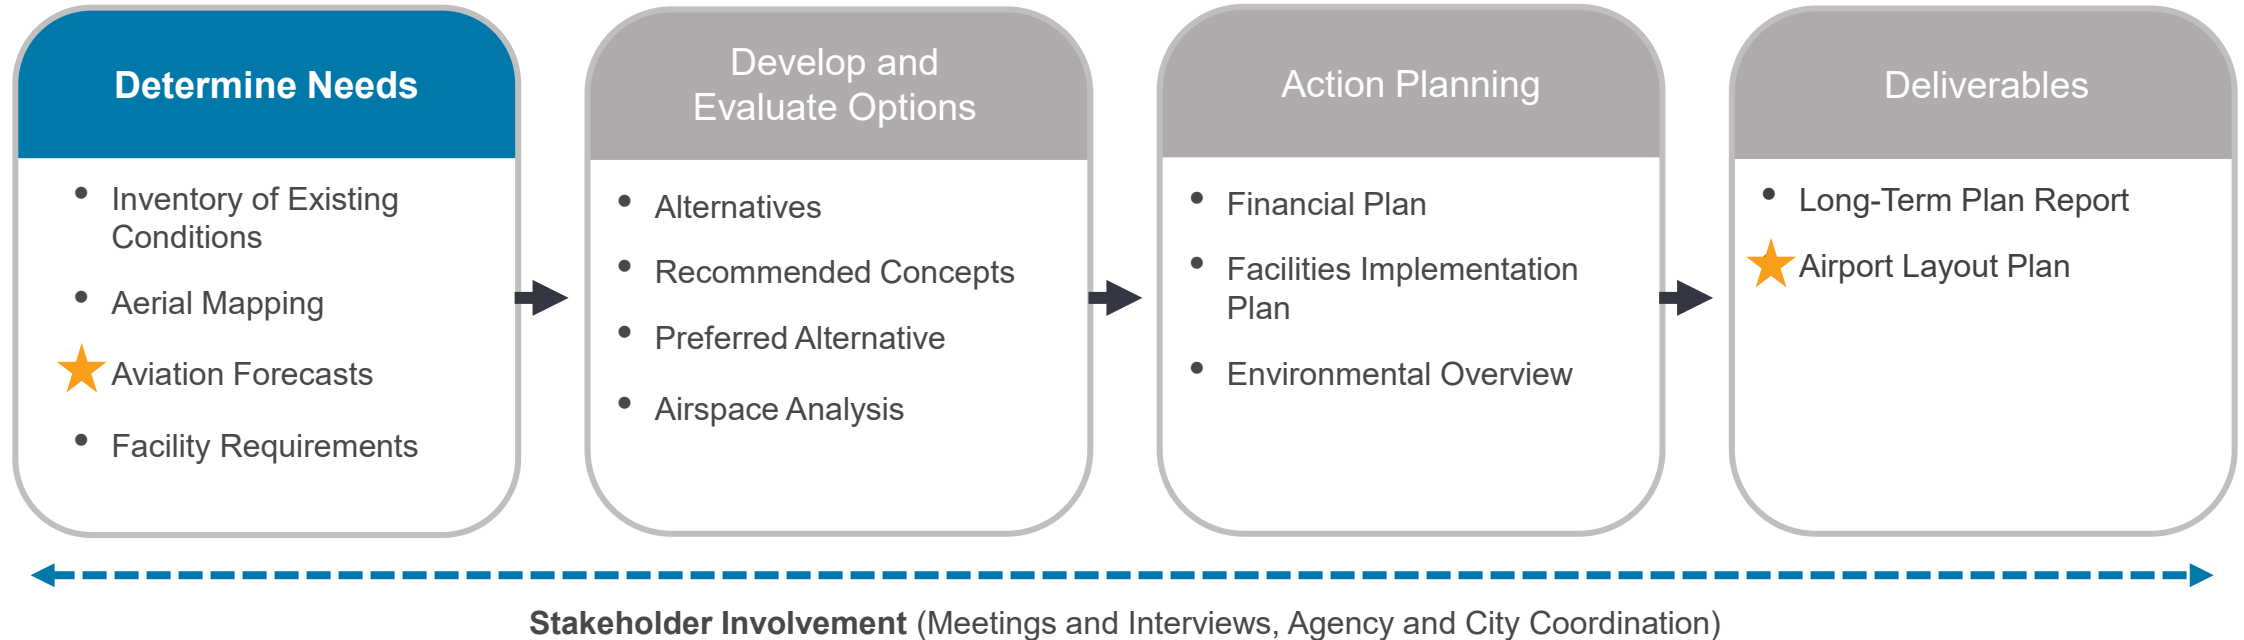 Determine Needs
• Inventory of Existing
Conditions
• Aerial Mapping
Aviation Forecasts
• Facility Requirements
Develop and
Evaluate Options
• Alternatives
• Recommended Concepts
• Preferred Alternative
• Airspace Analysis
Action Planning
• Financial Plan
• Facilities Implementation
Plan
• Environmental Overview
Deliverables
• Long-Term Plan Report
Airport Layout Plan
Stakeholder Involvement (Meetings and Interviews, Agency and City Coordination)